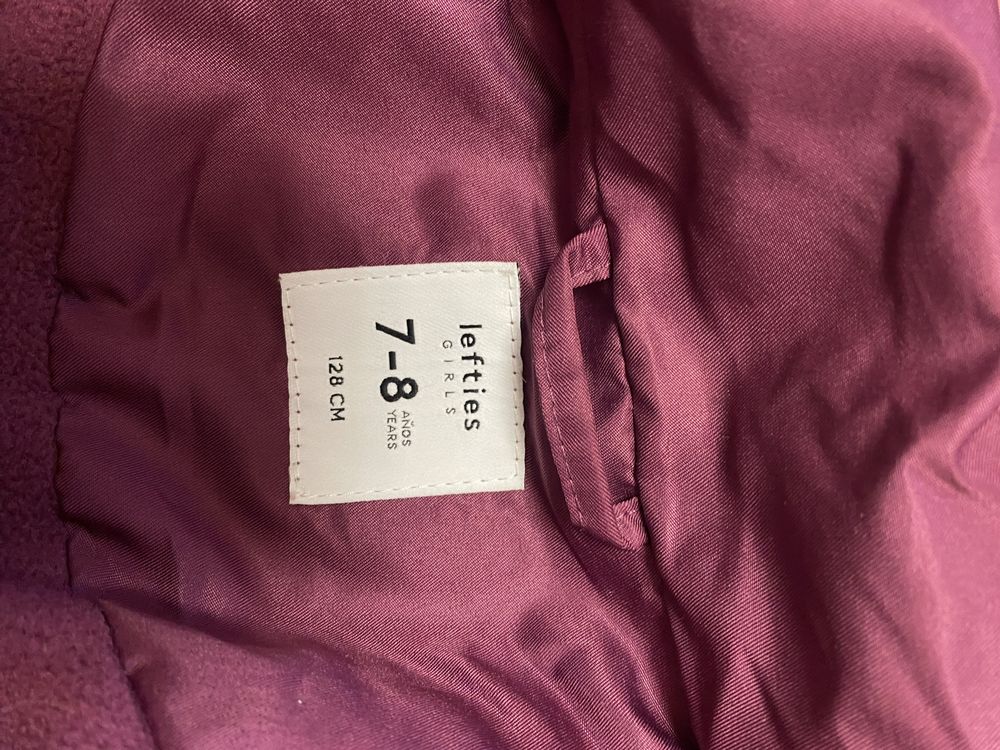 lefties
GIRLS
7-8 AÑOS
YEARS
128 CM